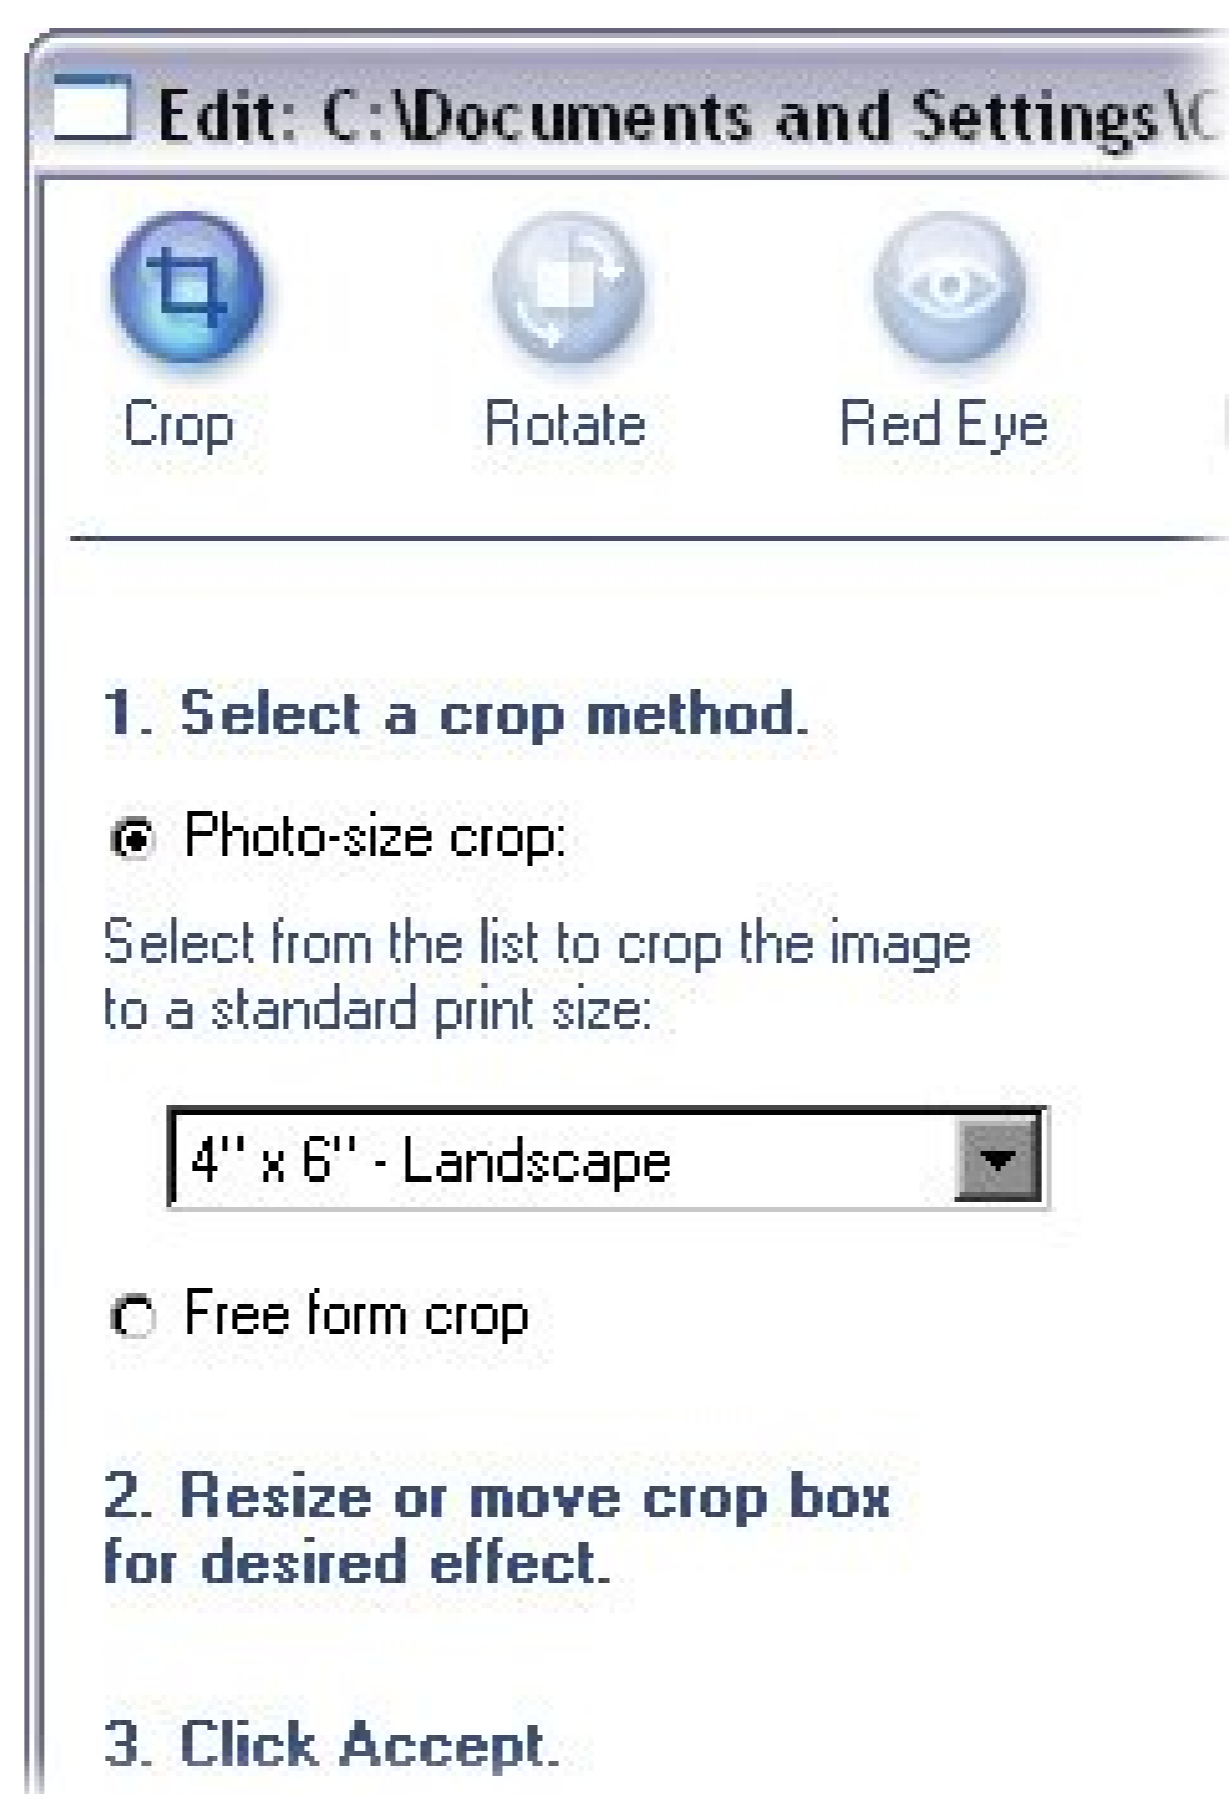 Edit: C:\Documents and Settings\C
Crop Rotate Red Eye
1. Select a crop method.
Photo-size crop:
Select from the list to crop the image
to a standard print size:
4" x 6" - Landscape
Free form crop
2. Resize or move crop box
for desired effect.
3. Click Accept.